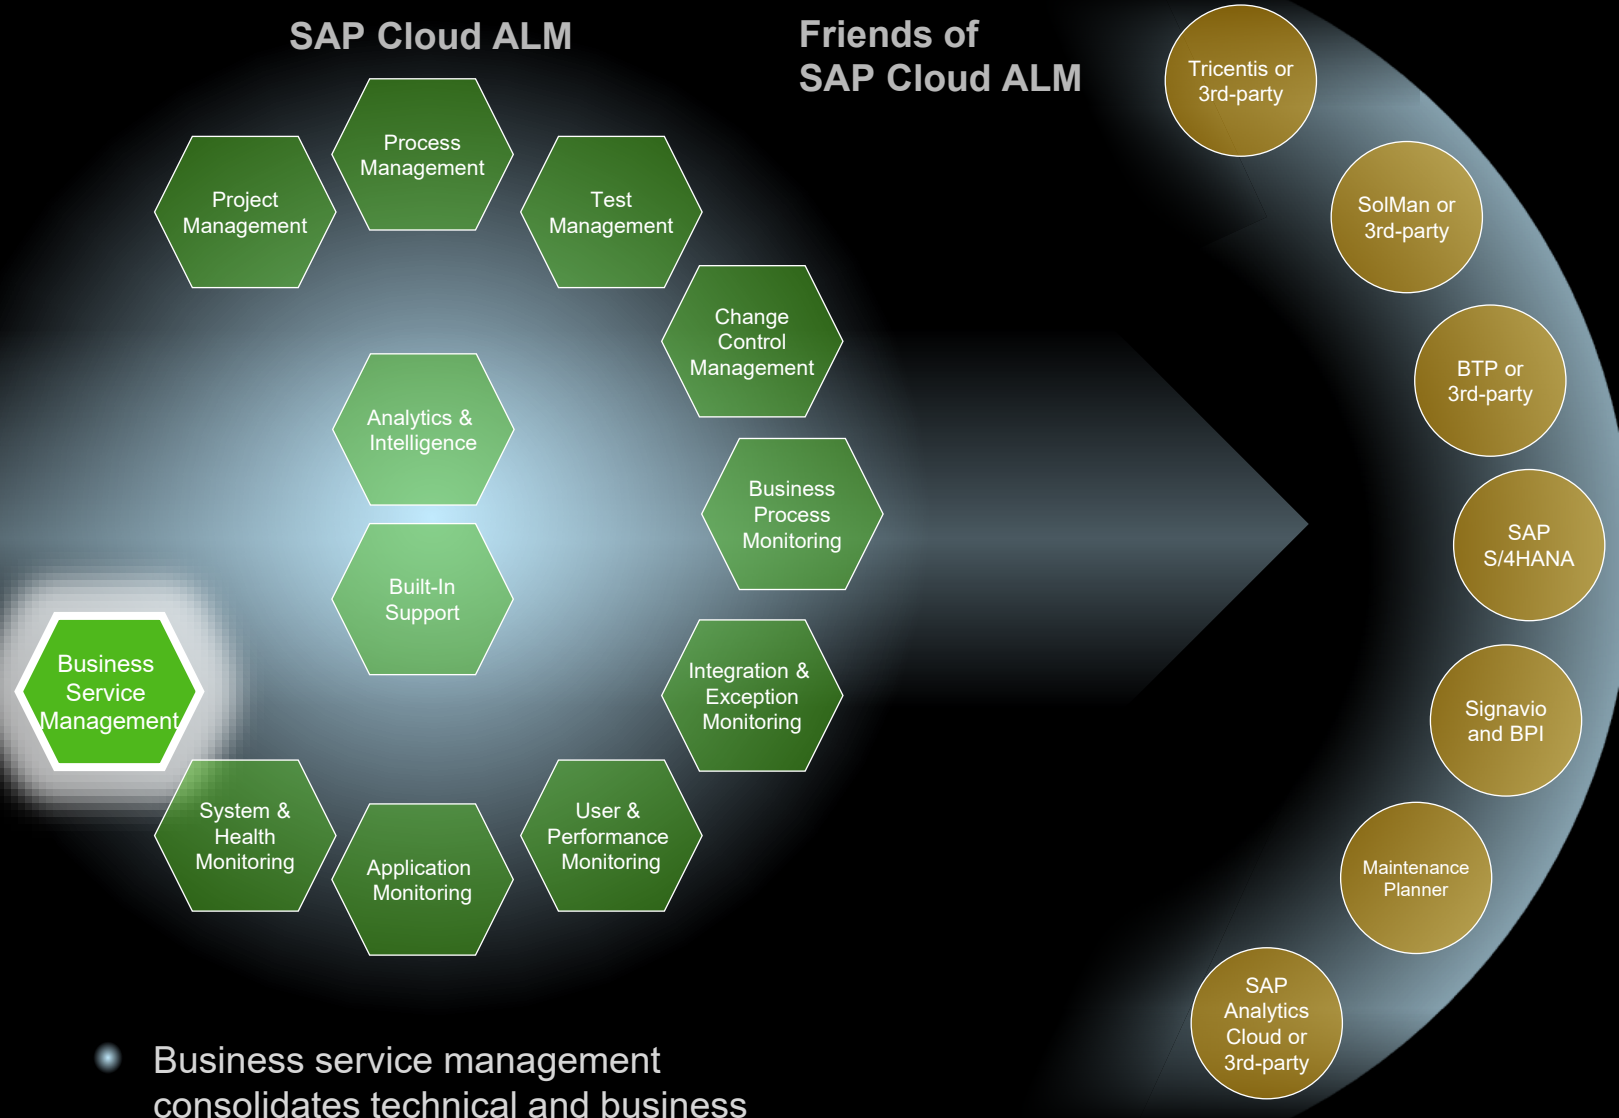 SAP Cloud ALM
Friends of
SAP Cloud ALM
Process
Management
Project
Management
Test
Management
Change
Control
Management
Analytics &
Intelligence
Business
Process
Monitoring
Built-In
Support
Business
Service
Management
Integration &
Exception
Monitoring
System &
Health
Monitoring
Application
Monitoring
User &
Performance
Monitoring
Tricentis or
3rd-party
SolMan or
3rd-party
BTP or
3rd-party
SAP
S/4HANA
Signavio
and BPI
Maintenance
Planner
SAP
Analytics
Cloud or
3rd-party
Business service management
consolidates technical and business